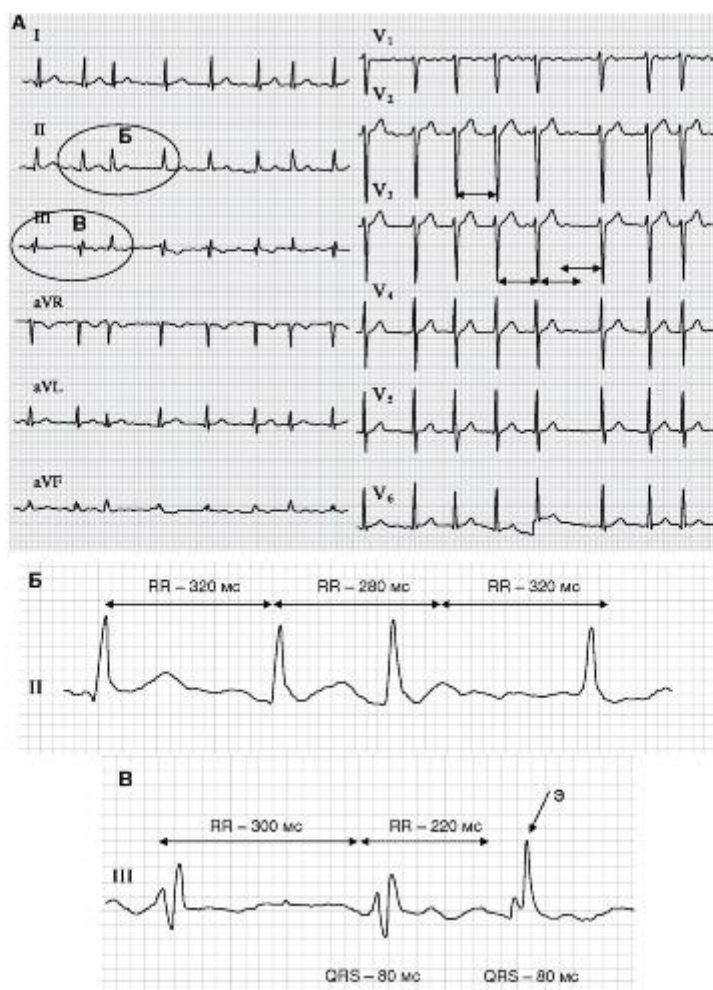 А
I
V1
V2
II
Б
V3
III
В
aVR
V4
aVL
V5
aVF
V6
Б
RR – 320 мс
RR – 280 мс
RR – 320 мс
II
В
Э
RR – 300 мс
RR – 220 мс
III
QRS – 80 мс
QRS – 80 мс